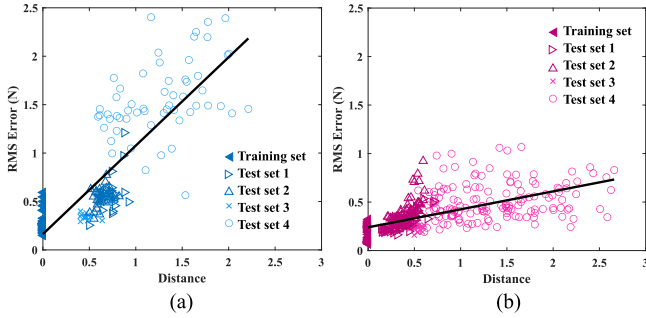 2.5
2
1.5
1
0.5
0
RMS Error (N)
Training set
Test set 1
Test set 2
Test set 3
Test set 4
0 0.5 1 1.5 2 2.5 3
Distance
(a)
2.5
2
1.5
1
0.5
0
RMS Error (N)
Training set
Test set 1
Test set 2
Test set 3
Test set 4
0 0.5 1 1.5 2 2.5 3
Distance
(b)